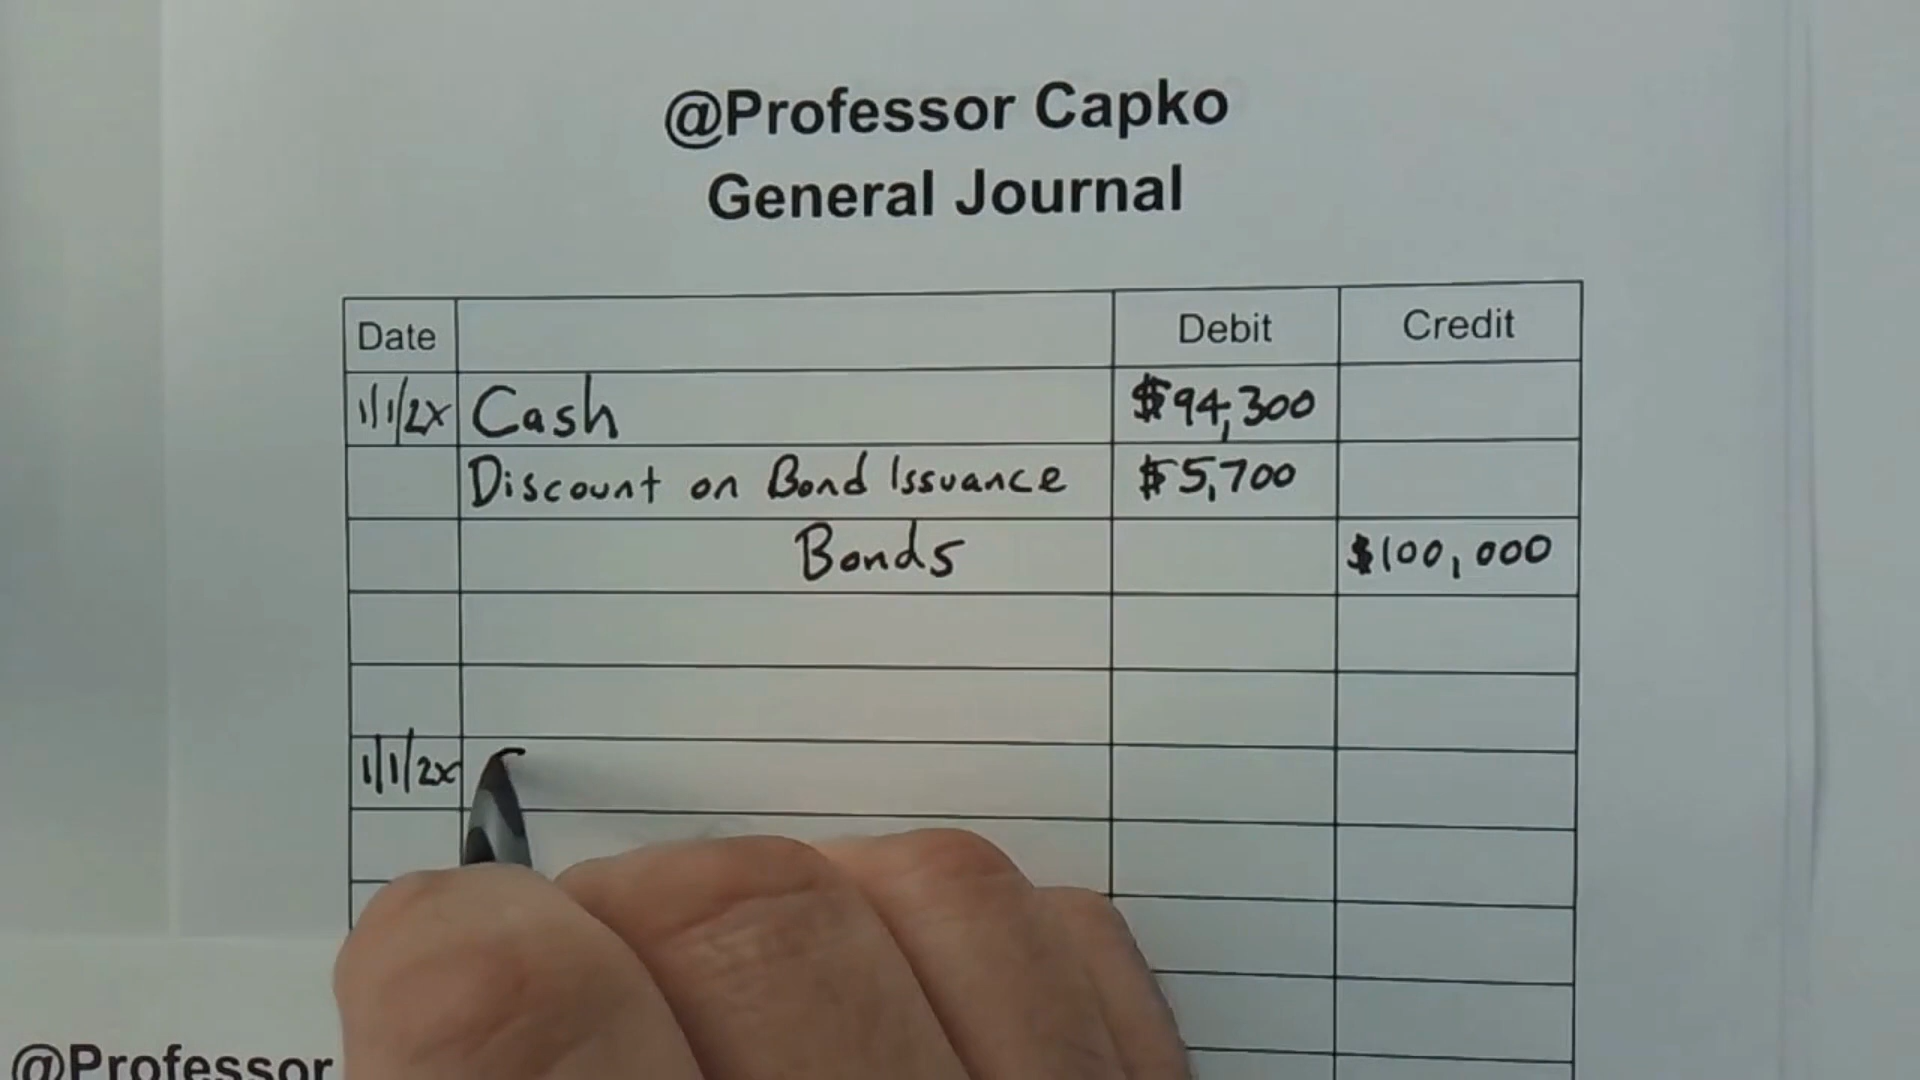 @Professor Capko
General Journal
Date Debit Credit
1/1/2X Cash $94,300
Discount on Bond Issuance $5,700
Bonds $100,000
1/1/2x
@Professor